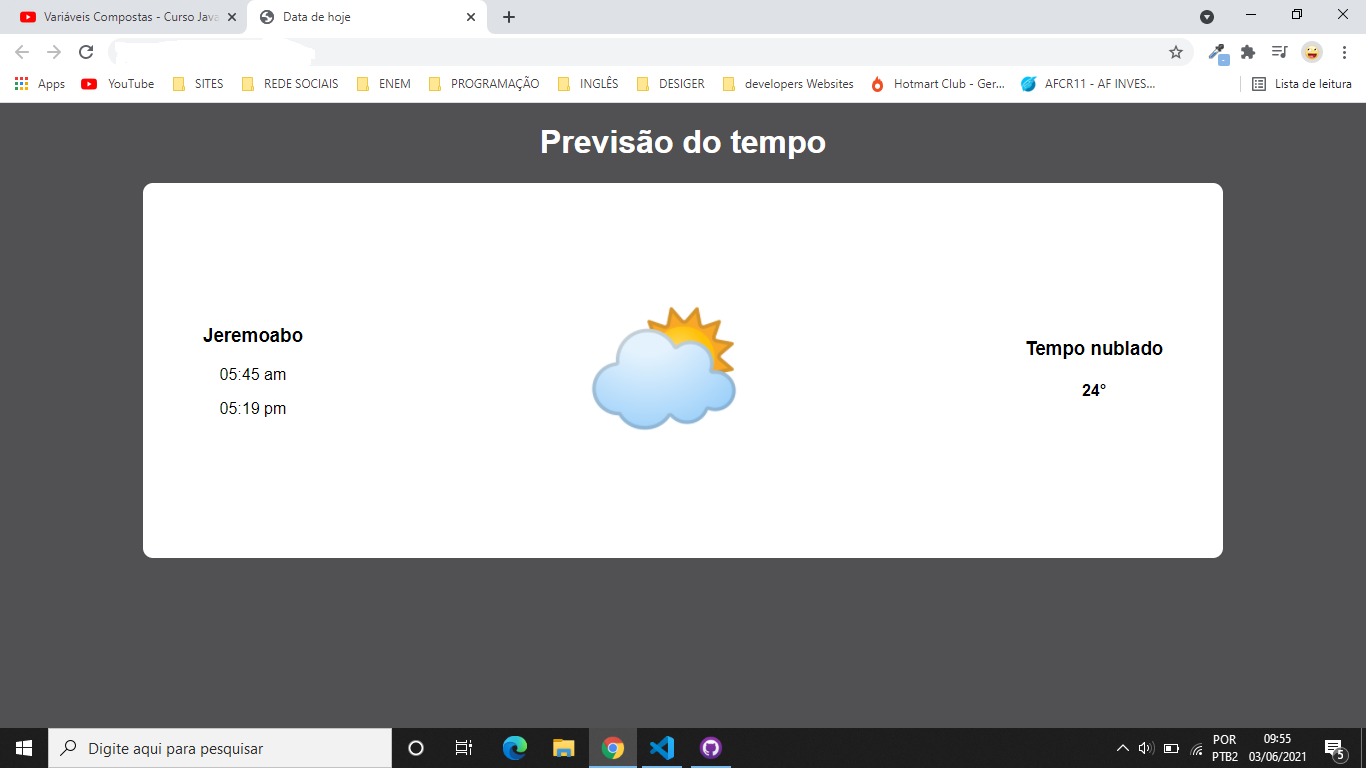 Variáveis Compostas - Curso Java
Data de hoje
Apps
YouTube
SITES
REDE SOCIAIS
ENEM
PROGRAMAÇÃO
INGLÊS
DESIGER
developers Websites
Hotmart Club - Ger...
AFCR11 - AF INVES...
Lista de leitura
Previsão do tempo
Jeremoabo
05:45 am
05:19 pm
Tempo nublado
24°
Digite aqui para pesquisar
POR
PTB2
09:55
03/06/2021
5